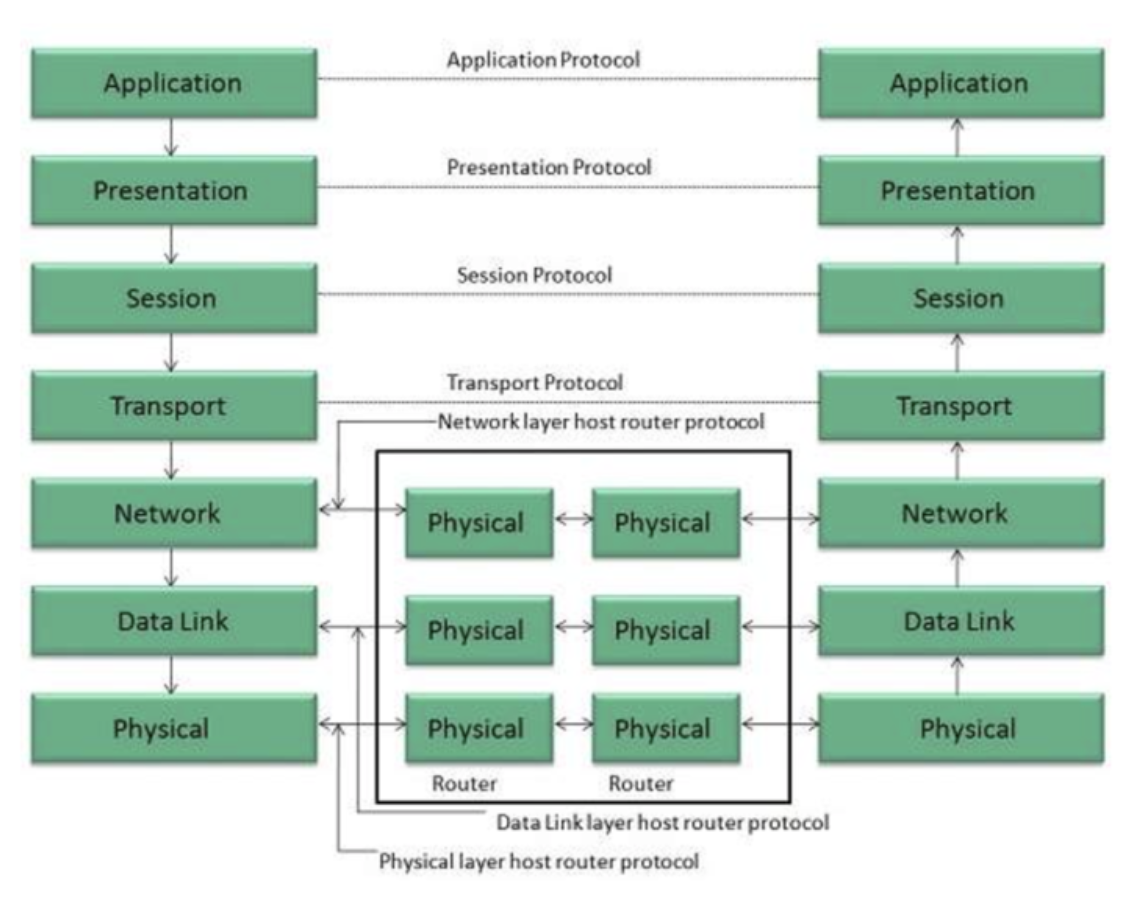 Application
Application Protocol
Application
Presentation
Presentation Protocol
Presentation
Session
Session Protocol
Session
Transport
Transport Protocol
Transport
Network layer host router protocol
Network
Physical
Physical
Network
Data Link
Physical
Physical
Data Link
Physical
Physical
Physical
Physical
Router
Router
Data Link layer host router protocol
Physical layer host router protocol